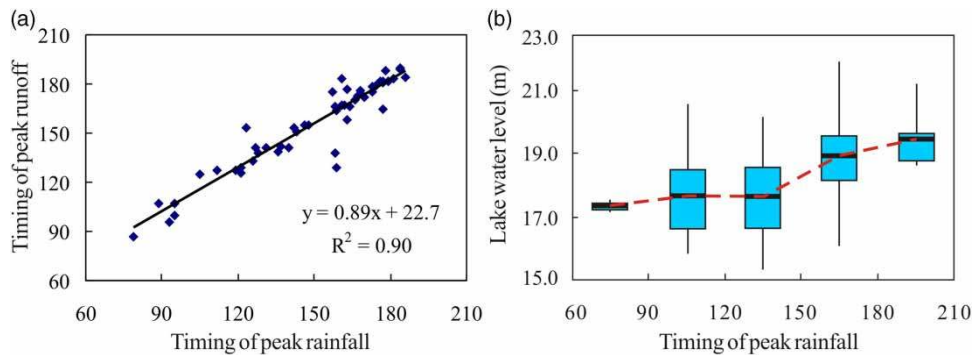 (a)
210
180
150
120
90
60
Timing of peak runoff
y = 0.89x + 22.7
R² = 0.90
60 90 120 150 180 210
Timing of peak rainfall
(b)
23.0
21.0
19.0
17.0
15.0
Lake water level (m)
60 90 120 150 180 210
Timing of peak rainfall